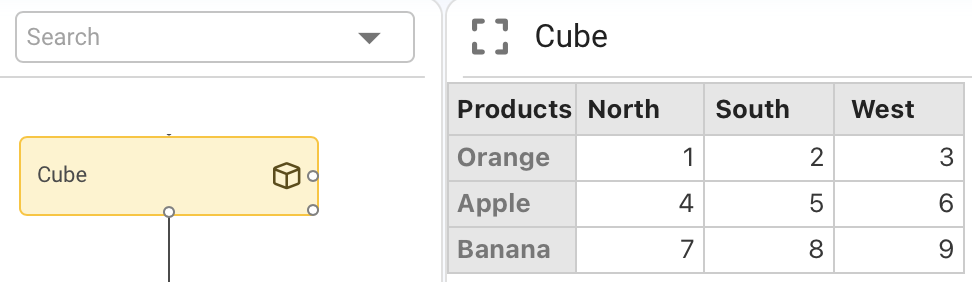 Search
Cube
Cube
Products North South West
Orange 1 2 3
Apple 4 5 6
Banana 7 8 9